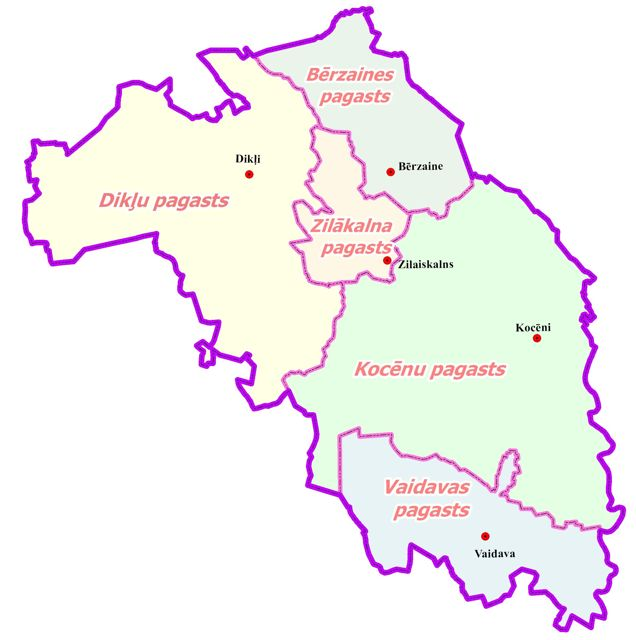 Bērzaines
pagasts
Dikļi
Bērzaine
Dikļu pagasts
Zilākalna
pagasts
Zilaiskalns
Kocēni
Kocēnu pagasts
Vaidavas
pagasts
Vaidava